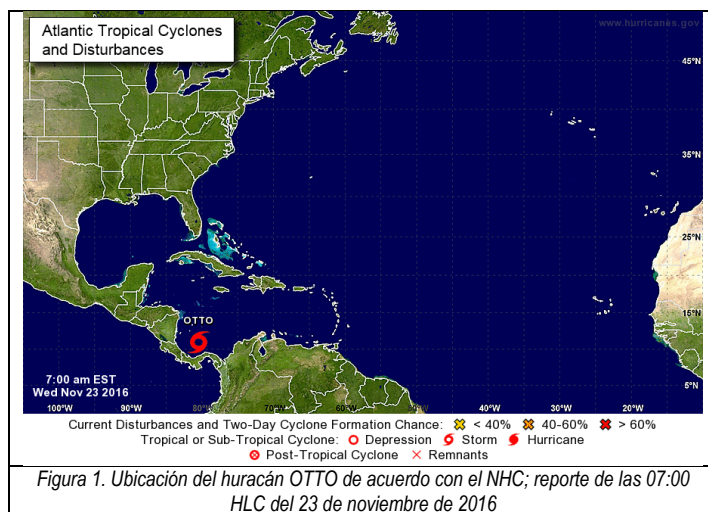 Atlantic Tropical Cyclones
and Disturbances
www.hurricanes.gov
45°N
35°N
25°N
15°N
5°N
OTTO
7:00 am EST
Wed Nov 23 2016
100°W 90°W 80°W 70°W 60°W 50°W 40°W 30°W 20°W
Current Disturbances and Two-Day Cyclone Formation Chance: < 40% 40-60% > 60%
Tropical or Sub-Tropical Cyclone: Depression Storm Hurricane
Post-Tropical Cyclone Remnants
Figura 1. Ubicación del huracán OTTO de acuerdo con el NHC; reporte de las 07:00
HLC del 23 de noviembre de 2016